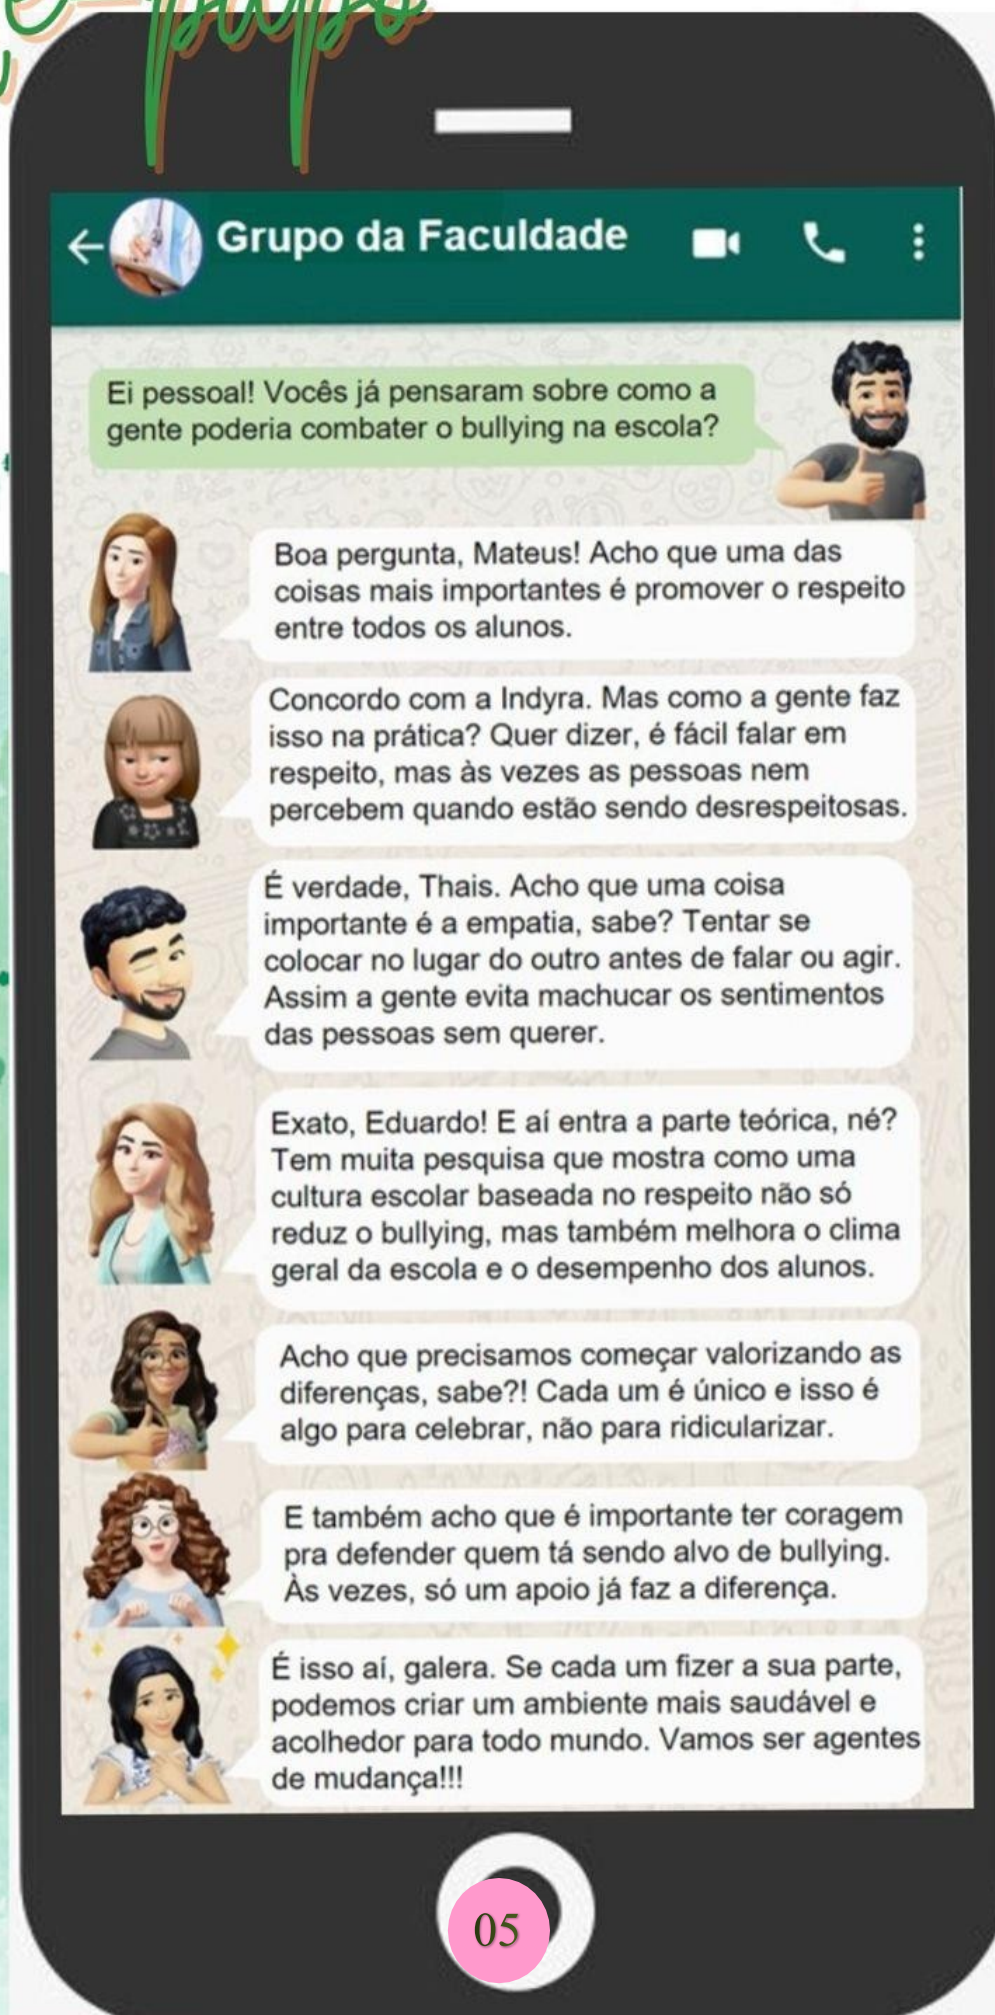 e-papo
Grupo da Faculdade
Ei pessoal! Vocês já pensaram sobre como a
gente poderia combater o bullying na escola?
Boa pergunta, Mateus! Acho que uma das
coisas mais importantes é promover o respeito
entre todos os alunos.
Concordo com a Indyra. Mas como a gente faz
isso na prática? Quer dizer, é fácil falar em
respeito, mas às vezes as pessoas nem
percebem quando estão sendo desrespeitosas.
É verdade, Thais. Acho que uma coisa
importante é a empatia, sabe? Tentar se
colocar no lugar do outro antes de falar ou agir.
Assim a gente evita machucar os sentimentos
das pessoas sem querer.
Exato, Eduardo! E aí entra a parte teórica, né?
Tem muita pesquisa que mostra como uma
cultura escolar baseada no respeito não só
reduz o bullying, mas também melhora o clima
geral da escola e o desempenho dos alunos.
Acho que precisamos começar valorizando as
diferenças, sabe?! Cada um é único e isso é
algo para celebrar, não para ridicularizar.
E também acho que é importante ter coragem
pra defender quem tá sendo alvo de bullying.
Às vezes, só um apoio já faz a diferença.
É isso aí, galera. Se cada um fizer a sua parte,
podemos criar um ambiente mais saudável e
acolhedor para todo mundo. Vamos ser agentes
de mudança!!!
05